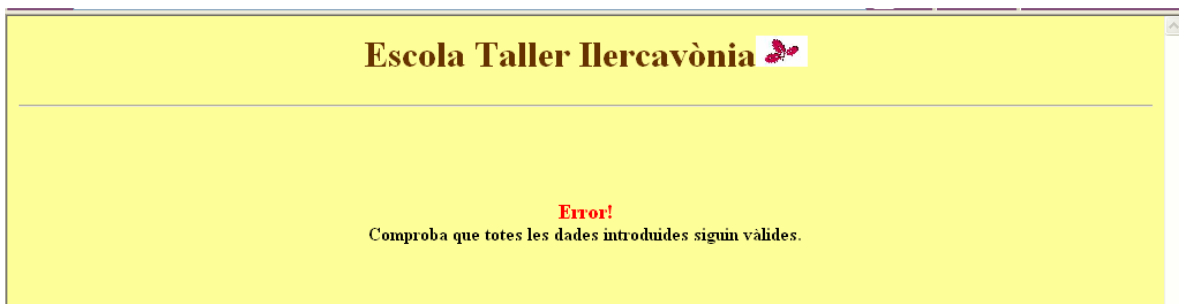 Escola Taller Ilercavònia
Error!
Comproba que totes les dades introduides siguin vàlides.